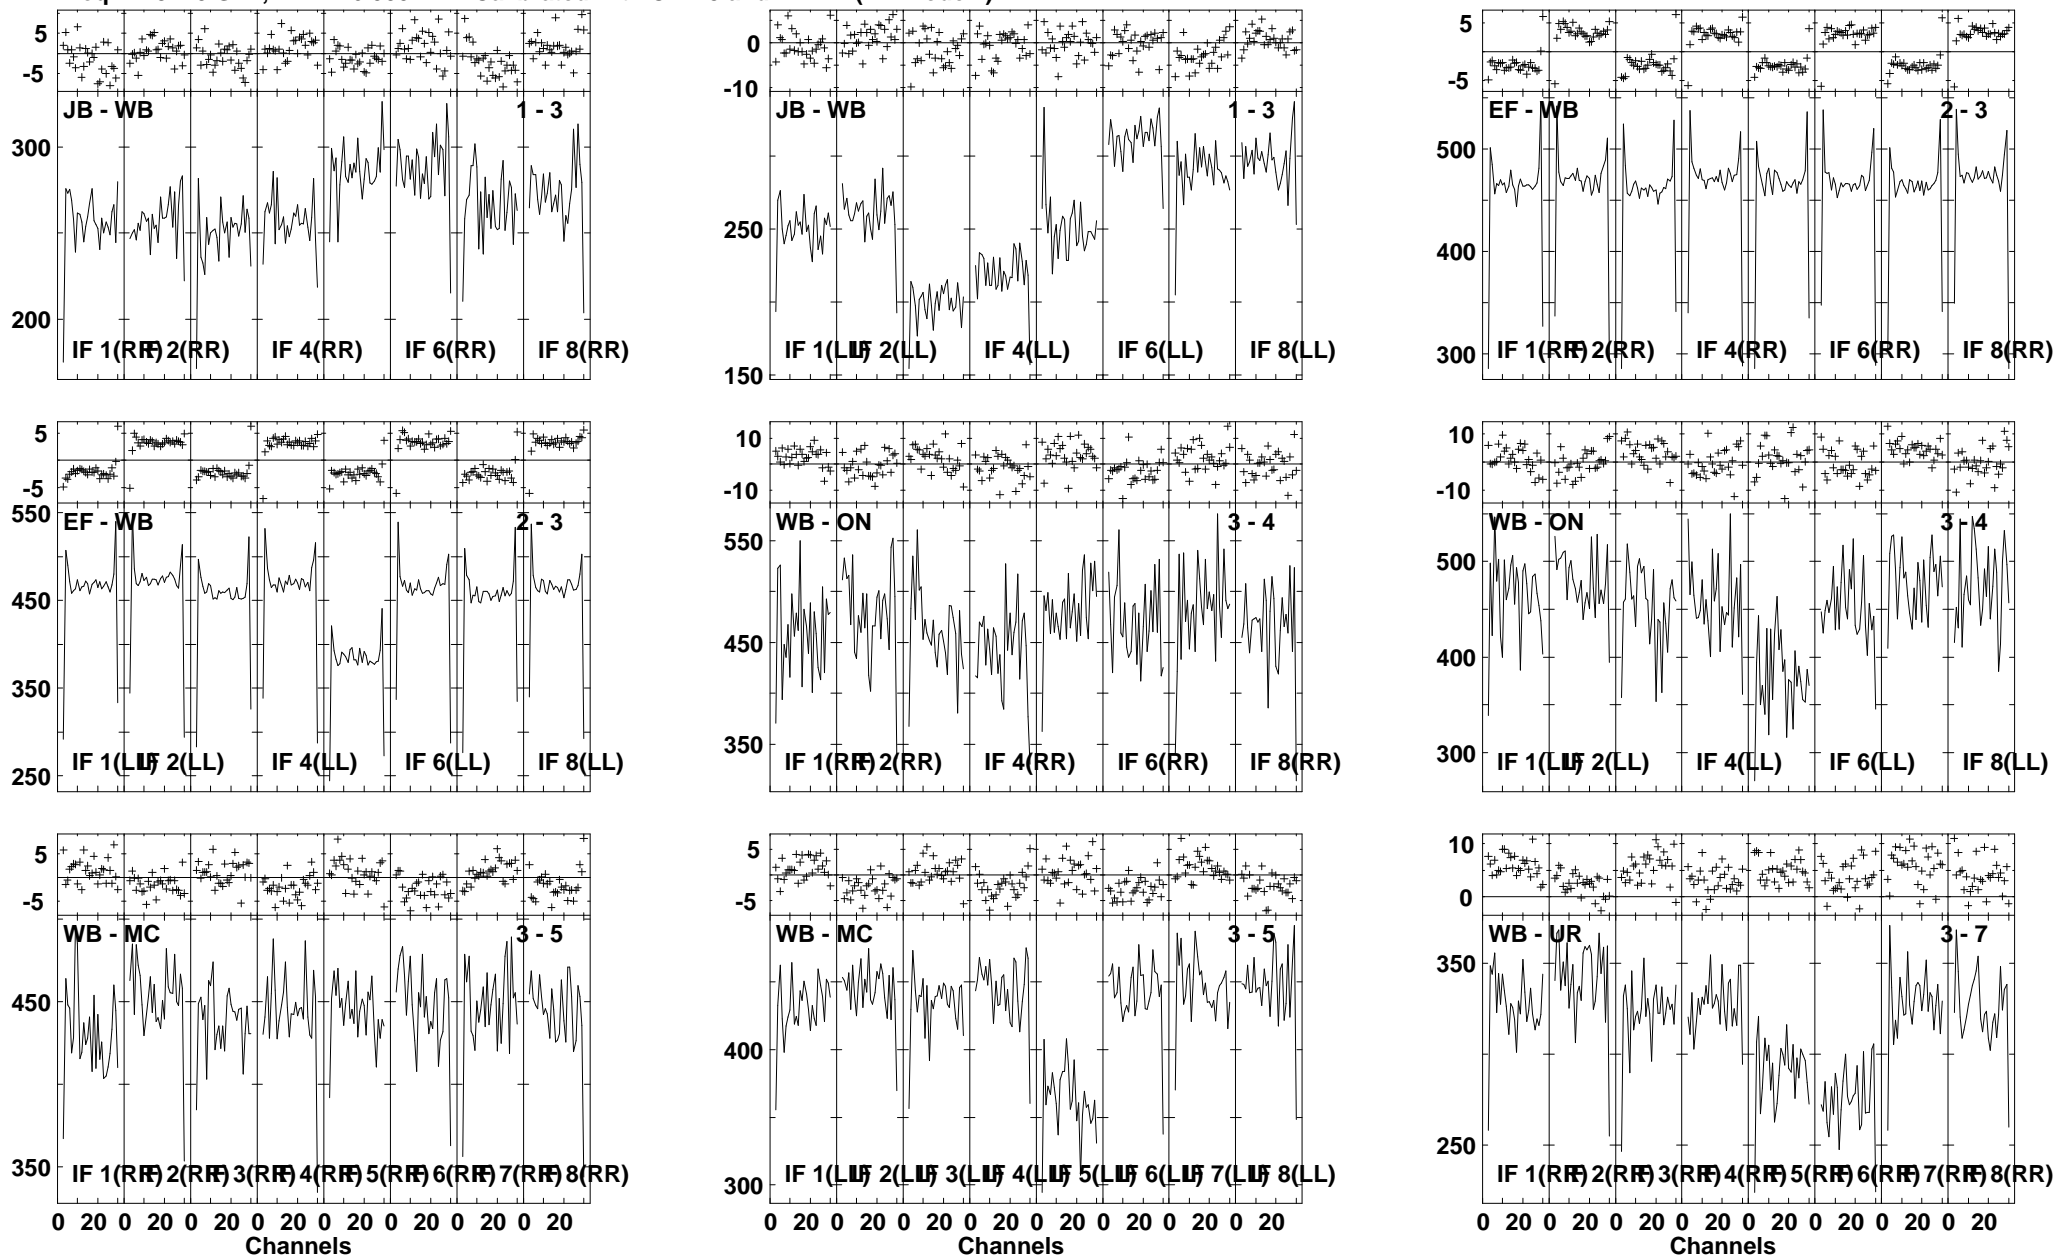 5
-5
JB - WB
1 - 3
300
200
IF 1(RR)
IF 2(RR)
IF 4(RR)
IF 6(RR)
IF 8(RR)
0
-10
JB - WB
1 - 3
250
150
IF 1(LL)
IF 2(LL)
IF 4(LL)
IF 6(LL)
IF 8(LL)
5
-5
EF - WB
2 - 3
500
400
300
IF 1(RR)
IF 2(RR)
IF 4(RR)
IF 6(RR)
IF 8(RR)
5
-5
EF - WB
2 - 3
550
450
350
250
IF 1(LL)
IF 2(LL)
IF 4(LL)
IF 6(LL)
IF 8(LL)
10
-10
WB - ON
3 - 4
550
450
350
IF 1(RR)
IF 2(RR)
IF 4(RR)
IF 6(RR)
IF 8(RR)
10
-10
WB - ON
3 - 4
500
400
300
IF 1(LL)
IF 2(LL)
IF 4(LL)
IF 6(LL)
IF 8(LL)
5
-5
WB - MC
3 - 5
450
350
IF 1(RR)
IF 2(RR)
IF 3(RR)
IF 4(RR)
IF 5(RR)
IF 6(RR)
IF 7(RR)
IF 8(RR)
0 20 0 20 0 20 0 20 0 20 0 20 0 20 0 20
Channels
5
-5
WB - MC
3 - 5
400
300
IF 1(LL)
IF 2(LL)
IF 3(LL)
IF 4(LL)
IF 5(LL)
IF 6(LL)
IF 7(LL)
IF 8(LL)
0 20 0 20 0 20 0 20 0 20 0 20 0 20 0 20
Channels
10
0
WB - UR
3 - 7
350
250
IF 1(RR)
IF 2(RR)
IF 3(RR)
IF 4(RR)
IF 5(RR)
IF 6(RR)
IF 7(RR)
IF 8(RR)
0 20 0 20 0 20 0 20 0 20 0 20 0 20 0 20
Channels